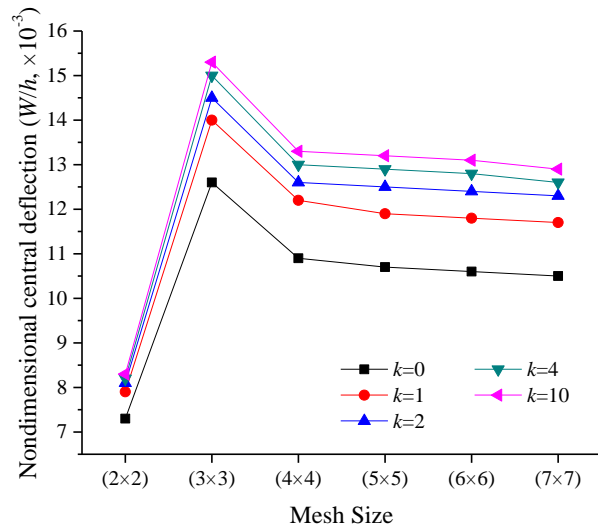 Nondimensional central deflection (W/h, ×10⁻³)
16
15
14
13
12
11
10
9
8
7
k=0
k=1
k=2
k=4
k=10
(2×2) (3×3) (4×4) (5×5) (6×6) (7×7)
Mesh Size